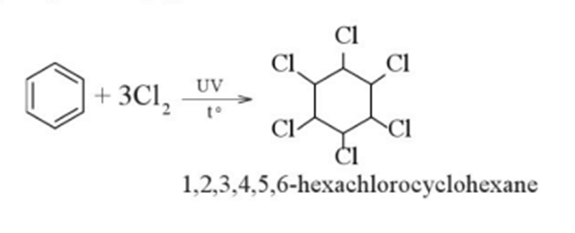 Cl
Cl Cl
+ 3Cl₂ UV
t°
Cl Cl
Cl
1,2,3,4,5,6-hexachlorocyclohexane